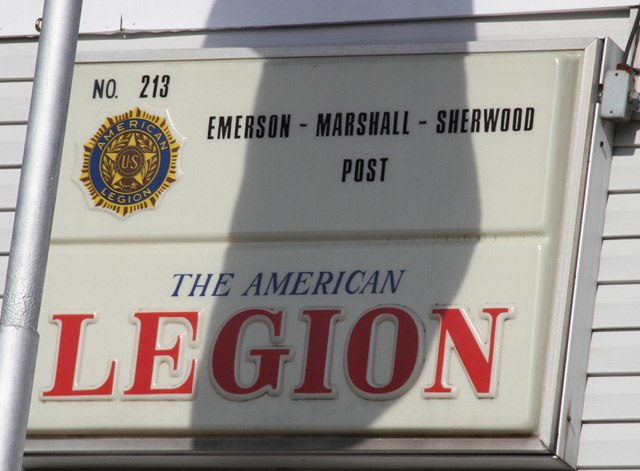 NO. 213
AMERICAN
US
LEGION
EMERSON - MARSHALL - SHERWOOD
POST
THE AMERICAN
LEGION